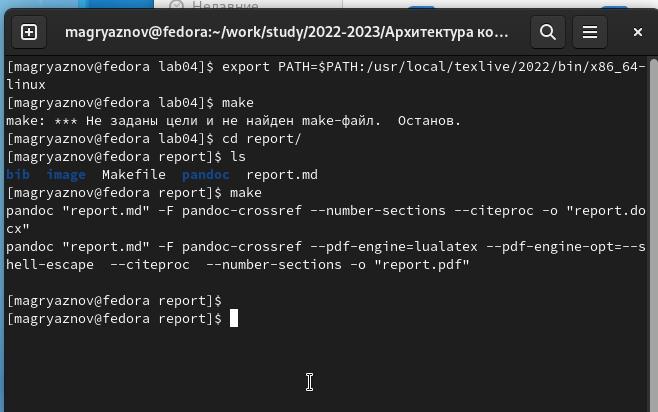 Недавние
magryaznov@fedora:~/work/study/2022-2023/Архитектура ко...
[magryaznov@fedora lab04]$ export PATH=$PATH:/usr/local/texlive/2022/bin/x86_64-
linux
[magryaznov@fedora lab04]$ make
make: *** Не заданы цели и не найден make-файл.  Останов.
[magryaznov@fedora lab04]$ cd report/
[magryaznov@fedora report]$ ls
bib  image  Makefile  pandoc  report.md
[magryaznov@fedora report]$ make
pandoc "report.md" -F pandoc-crossref --number-sections --citeproc -o "report.do
cx"
pandoc "report.md" -F pandoc-crossref --pdf-engine=lualatex --pdf-engine-opt=--s
hell-escape  --citeproc  --number-sections -o "report.pdf"
[magryaznov@fedora report]$
[magryaznov@fedora report]$